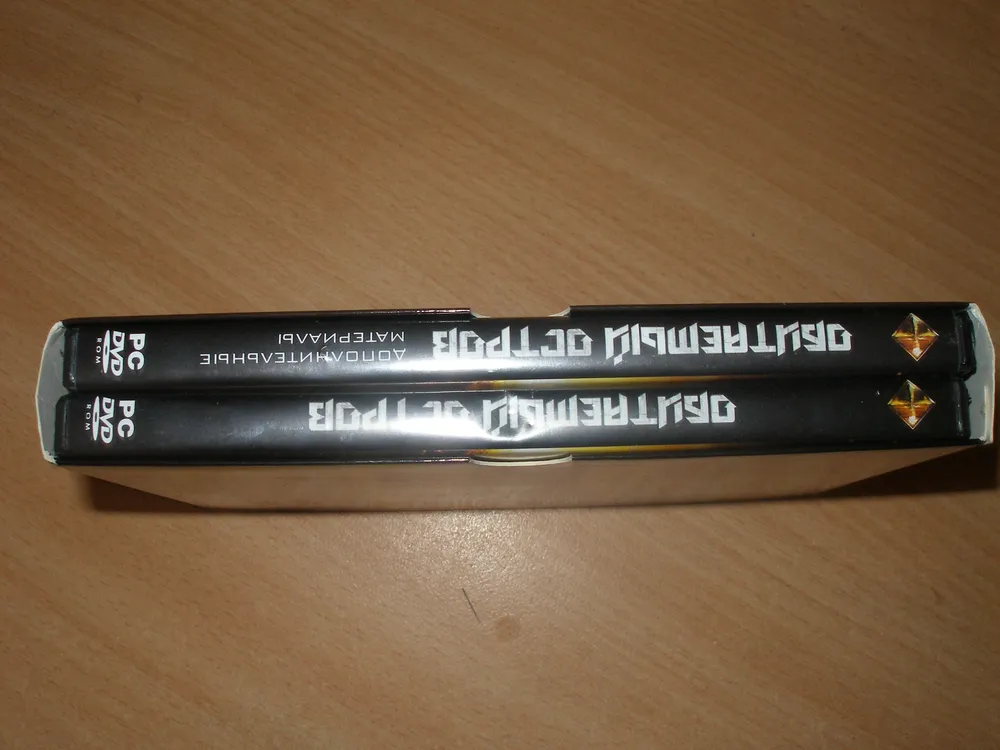 ОБИТАЕМЫЙ ОСТРОВ
PC
DVD
ROM
ОБИТАЕМЫЙ ОСТРОВ
ДОПОЛНИТЕЛЬНЫЕ
МАТЕРИАЛЫ
PC
DVD
ROM